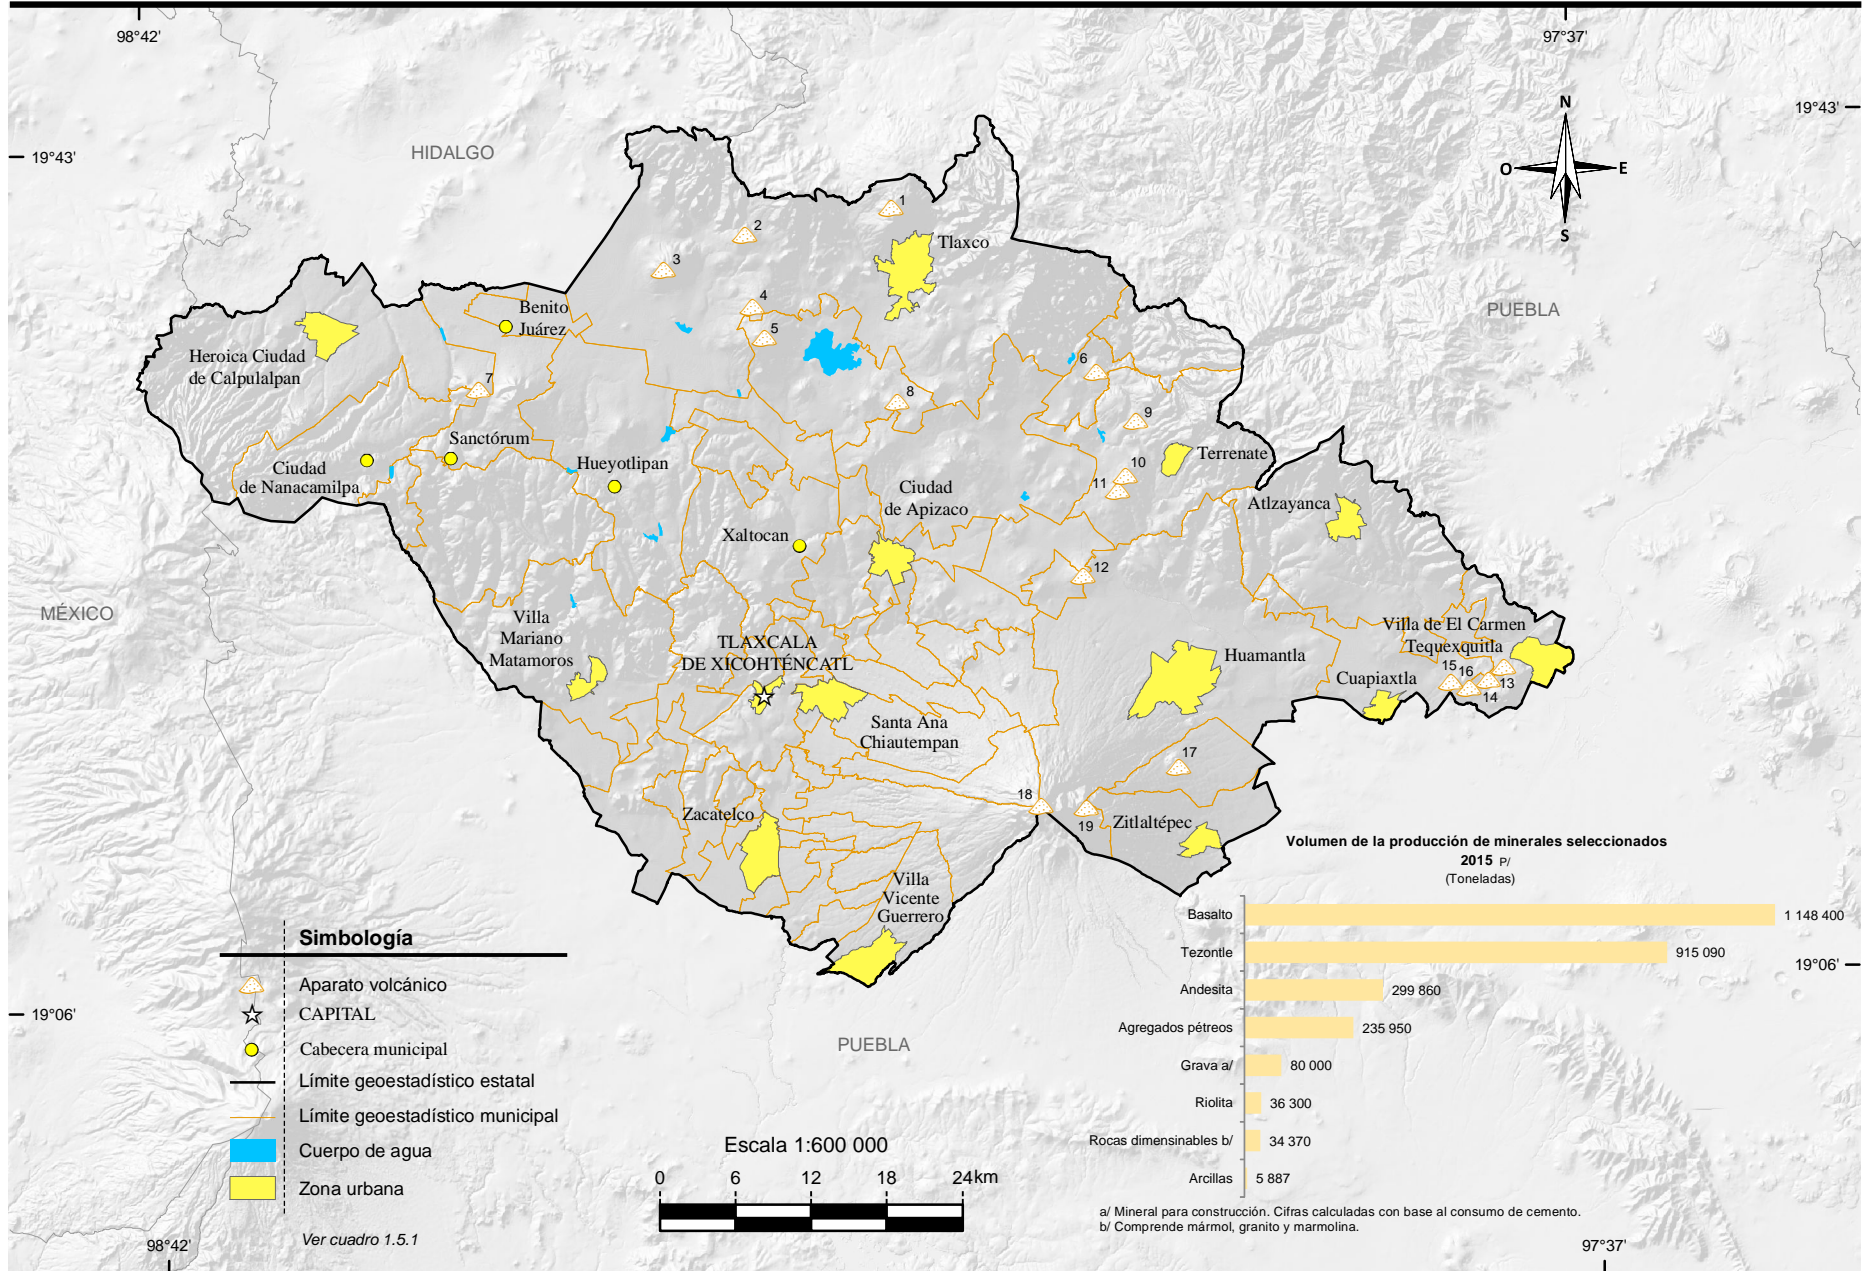 98°42'
97°37'
19°43'
19°43'
N
O
E
S
HIDALGO
PUEBLA
MÉXICO
PUEBLA
1
2
3
4
5
6
7
8
9
10
11
12
13
14
15
16
17
18
19
Tlaxco
Benito
Juárez
Heroica Ciudad
de Calpulalpan
Sanctórum
Ciudad
de Nanacamilpa
Hueyotlipan
Terrenate
Ciudad
de Apizaco
Atlzayanca
Xaltocan
Villa
Mariano
Matamoros
TLAXCALA
DE XICOHTÉNCATL
Villa de El Carmen
Tequexquitla
Huamantla
Cuapiaxtla
Santa Ana
Chiautempan
Zacatelco
Zitlaltépec
Villa
Vicente
Guerrero
Volumen de la producción de minerales seleccionados
2015 P/
(Toneladas)
Basalto 1 148 400
Tezontle 915 090
Andesita 299 860
Agregados pétreos 235 950
Grava a/ 80 000
Riolita 36 300
Rocas dimensinables b/ 34 370
Arcillas 5 887
a/ Mineral para construcción. Cifras calculadas con base al consumo de cemento.
b/ Comprende mármol, granito y marmolina.
19°06'
19°06'
Simbología
Aparato volcánico
CAPITAL
Cabecera municipal
Límite geoestadístico estatal
Límite geoestadístico municipal
Cuerpo de agua
Zona urbana
Ver cuadro 1.5.1
Escala 1:600 000
0 6 12 18 24km
98°42'
97°37'